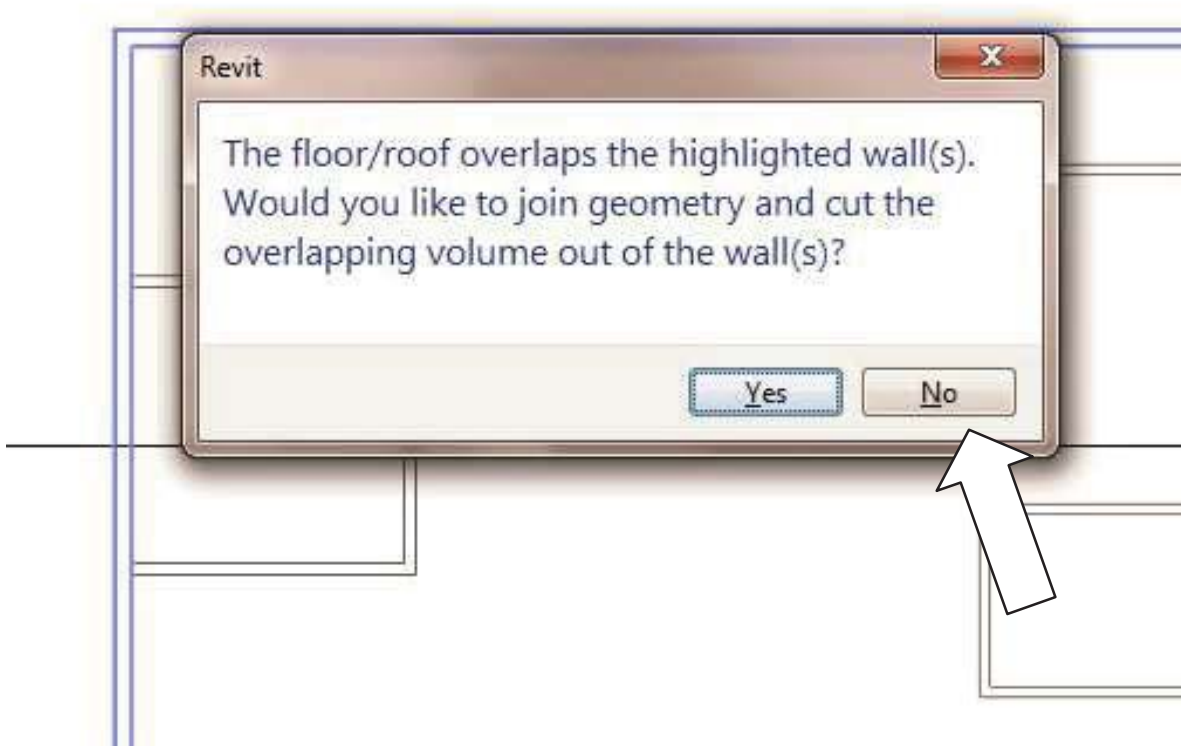 Revit
The floor/roof overlaps the highlighted wall(s).
Would you like to join geometry and cut the
overlapping volume out of the wall(s)?
Yes
No